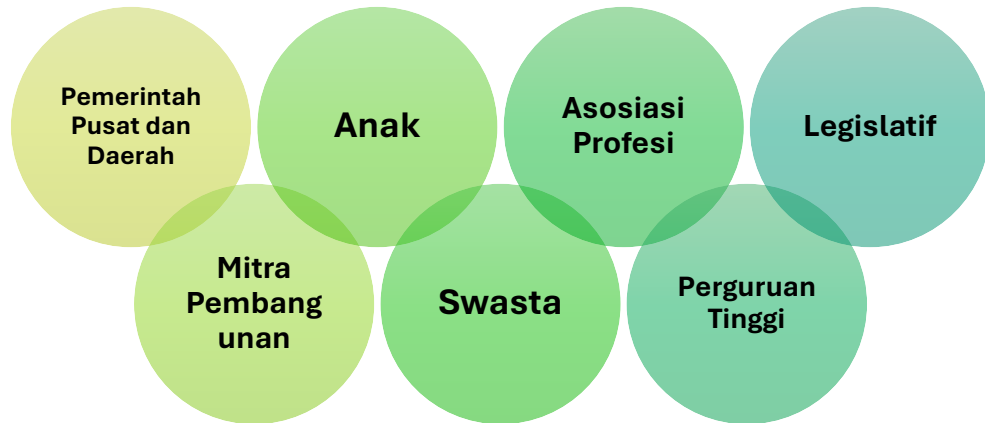 Pemerintah
Pusat dan
Daerah
Anak
Asosiasi
Profesi
Legislatif
Mitra
Pembang
unan
Swasta
Perguruan
Tinggi